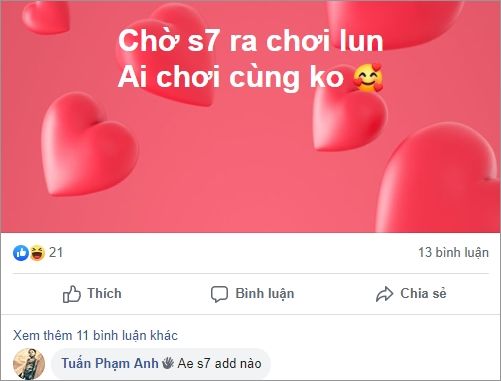 Chờ s7 ra chơi lun
Ai chơi cùng ko 🥰
21
13 bình luận
Thích
Bình luận
Chia sẻ
Xem thêm 11 bình luận khác
Tuấn Phạm Anh Ae s7 add nào